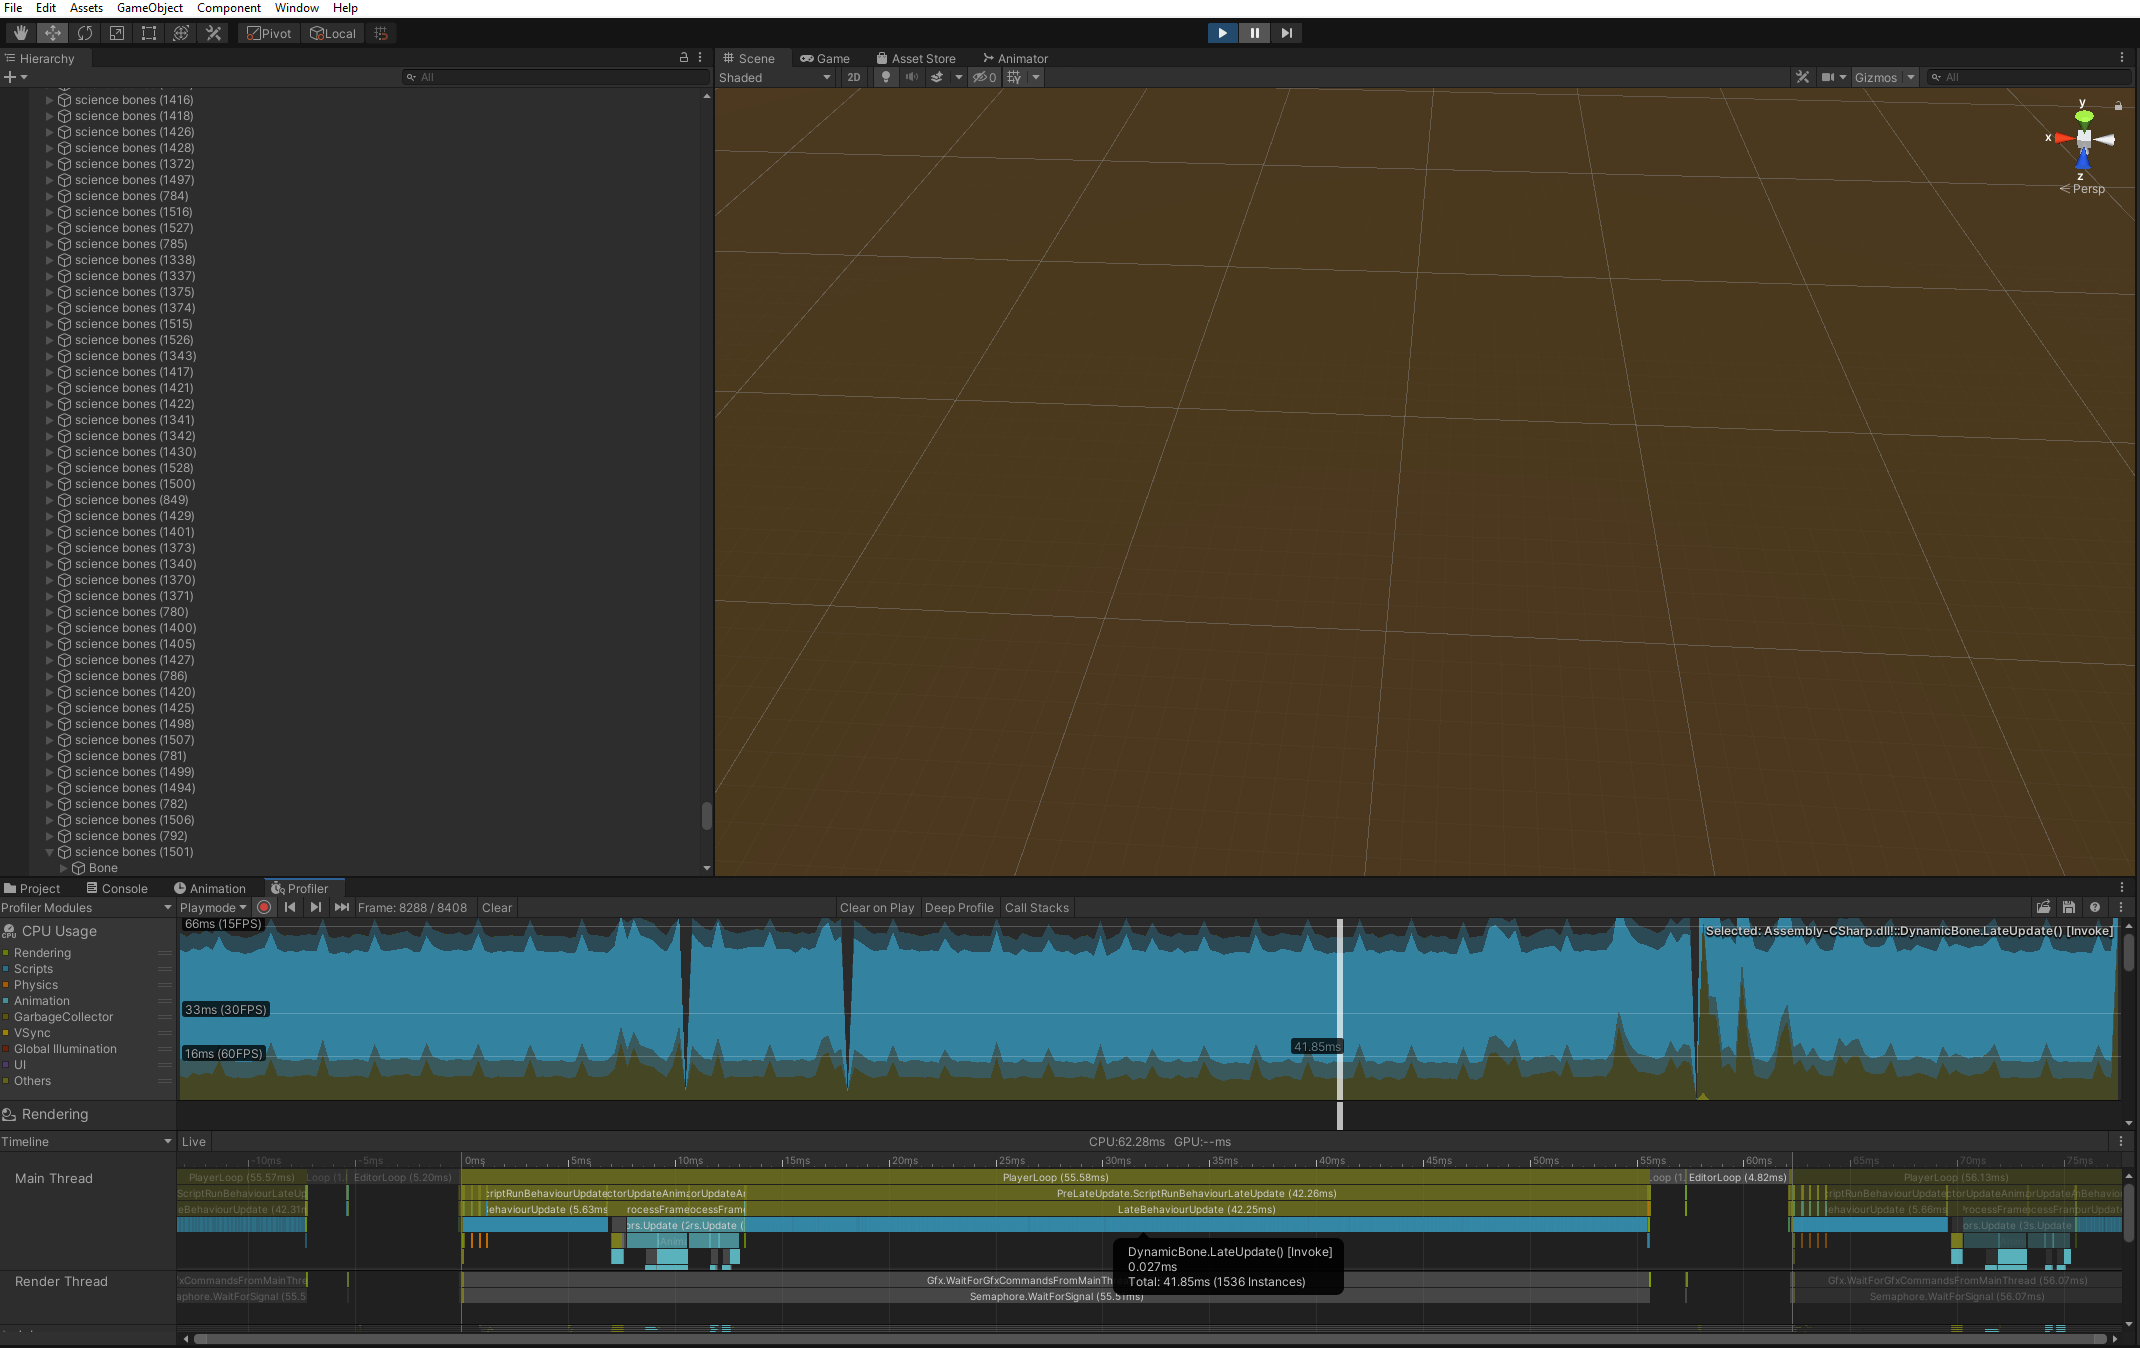 File Edit Assets GameObject Component Window Help
Pivot Local
Hierarchy
All
science bones (1416)
science bones (1418)
science bones (1426)
science bones (1428)
science bones (1372)
science bones (1497)
science bones (784)
science bones (1516)
science bones (1527)
science bones (785)
science bones (1338)
science bones (1337)
science bones (1375)
science bones (1374)
science bones (1515)
science bones (1526)
science bones (1343)
science bones (1417)
science bones (1421)
science bones (1422)
science bones (1341)
science bones (1342)
science bones (1430)
science bones (1528)
science bones (1500)
science bones (849)
science bones (1429)
science bones (1401)
science bones (1373)
science bones (1340)
science bones (1370)
science bones (1371)
science bones (780)
science bones (1400)
science bones (1405)
science bones (1427)
science bones (786)
science bones (1420)
science bones (1425)
science bones (1498)
science bones (1507)
science bones (781)
science bones (1499)
science bones (1494)
science bones (782)
science bones (1506)
science bones (792)
science bones (1501)
Bone
Scene Game Asset Store Animator
Shaded 2D 0 Gizmos All
y
x
z
Persp
Project Console Animation Profiler
Profiler Modules Playmode Frame: 8288 / 8408 Clear Clear on Play Deep Profile Call Stacks
CPU Usage
Rendering
Scripts
Physics
Animation
GarbageCollector
VSync
Global Illumination
UI
Others
66ms (15FPS)
Selected: Assembly-CSharp.dll!::DynamicBone.LateUpdate() [Invoke]
33ms (30FPS)
16ms (60FPS)
41.85ms
Rendering
Timeline Live CPU:62.28ms GPU:--ms
-10ms -5ms 0ms 5ms 10ms 15ms 20ms 25ms 30ms 35ms 40ms 45ms 50ms 55ms 60ms 65ms 70ms 75ms
Main Thread
PlayerLoop (55.57ms) Loop (1. EditorLoop (5.20ms) PlayerLoop (55.58ms) Loop (1. EditorLoop (4.82ms) PlayerLoop (56.13ms)
ScriptRunBehaviourLateUp riptRunBehaviourUpdate ctorUpdateAnima PreLateUpdate.ScriptRunBehaviourLateUpdate (42.26ms) riptRunBehaviourUpdate
eBehaviourUpdate (42.31m ehaviourUpdate (5.63ms rocessFrame ocessFram LateBehaviourUpdate (42.25ms) ehaviourUpdate (5.66ms
ors.Update (2 rs.Update (
Anim
DynamicBone.LateUpdate() [Invoke]
0.027ms
Total: 41.85ms (1536 Instances)
Render Thread
xCommandsFromMainThre Gfx.WaitForGfxCommandsFromMainTh Gfx.WaitForGfxCommandsFromMainThread (56.07ms)
aphore.WaitForSignal (55.5 Semaphore.WaitForSignal (55.51ms) Semaphore.WaitForSignal (56.07ms)